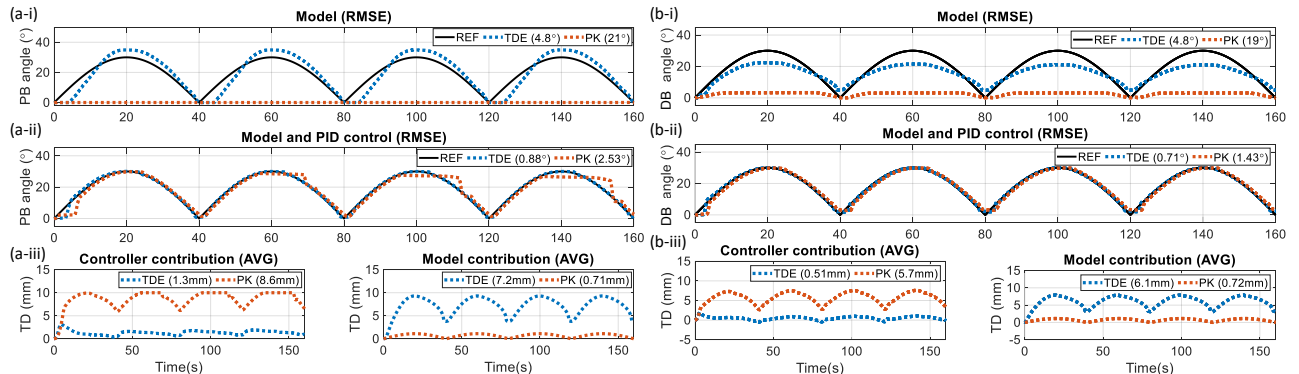 (a-i)
Model (RMSE)
REF TDE (4.8°) PK (21°)
PB angle (°)
40
20
0
0 20 40 60 80 100 120 140 160
(a-ii)
Model and PID control (RMSE)
REF TDE (0.88°) PK (2.53°)
PB angle (°)
40
20
0
0 20 40 60 80 100 120 140 160
(a-iii)
Controller contribution (AVG)
TDE (1.3mm) PK (8.6mm)
TD (mm)
15
10
5
0
0 50 100 150
Time(s)
Model contribution (AVG)
TDE (7.2mm) PK (0.71mm)
TD (mm)
15
10
5
0
0 50 100 150
Time(s)
(b-i)
Model (RMSE)
REF TDE (4.8°) PK (19°)
DB angle (°)
40
20
0
0 20 40 60 80 100 120 140 160
(b-ii)
Model and PID control (RMSE)
REF TDE (0.71°) PK (1.43°)
DB angle (°)
40
20
0
0 20 40 60 80 100 120 140 160
(b-iii)
Controller contribution (AVG)
TDE (0.51mm) PK (5.7mm)
TD (mm)
15
10
5
0
-5
0 50 100 150
Time(s)
Model contribution (AVG)
TDE (6.1mm) PK (0.72mm)
TD (mm)
15
10
5
0
-5
0 50 100 150
Time(s)